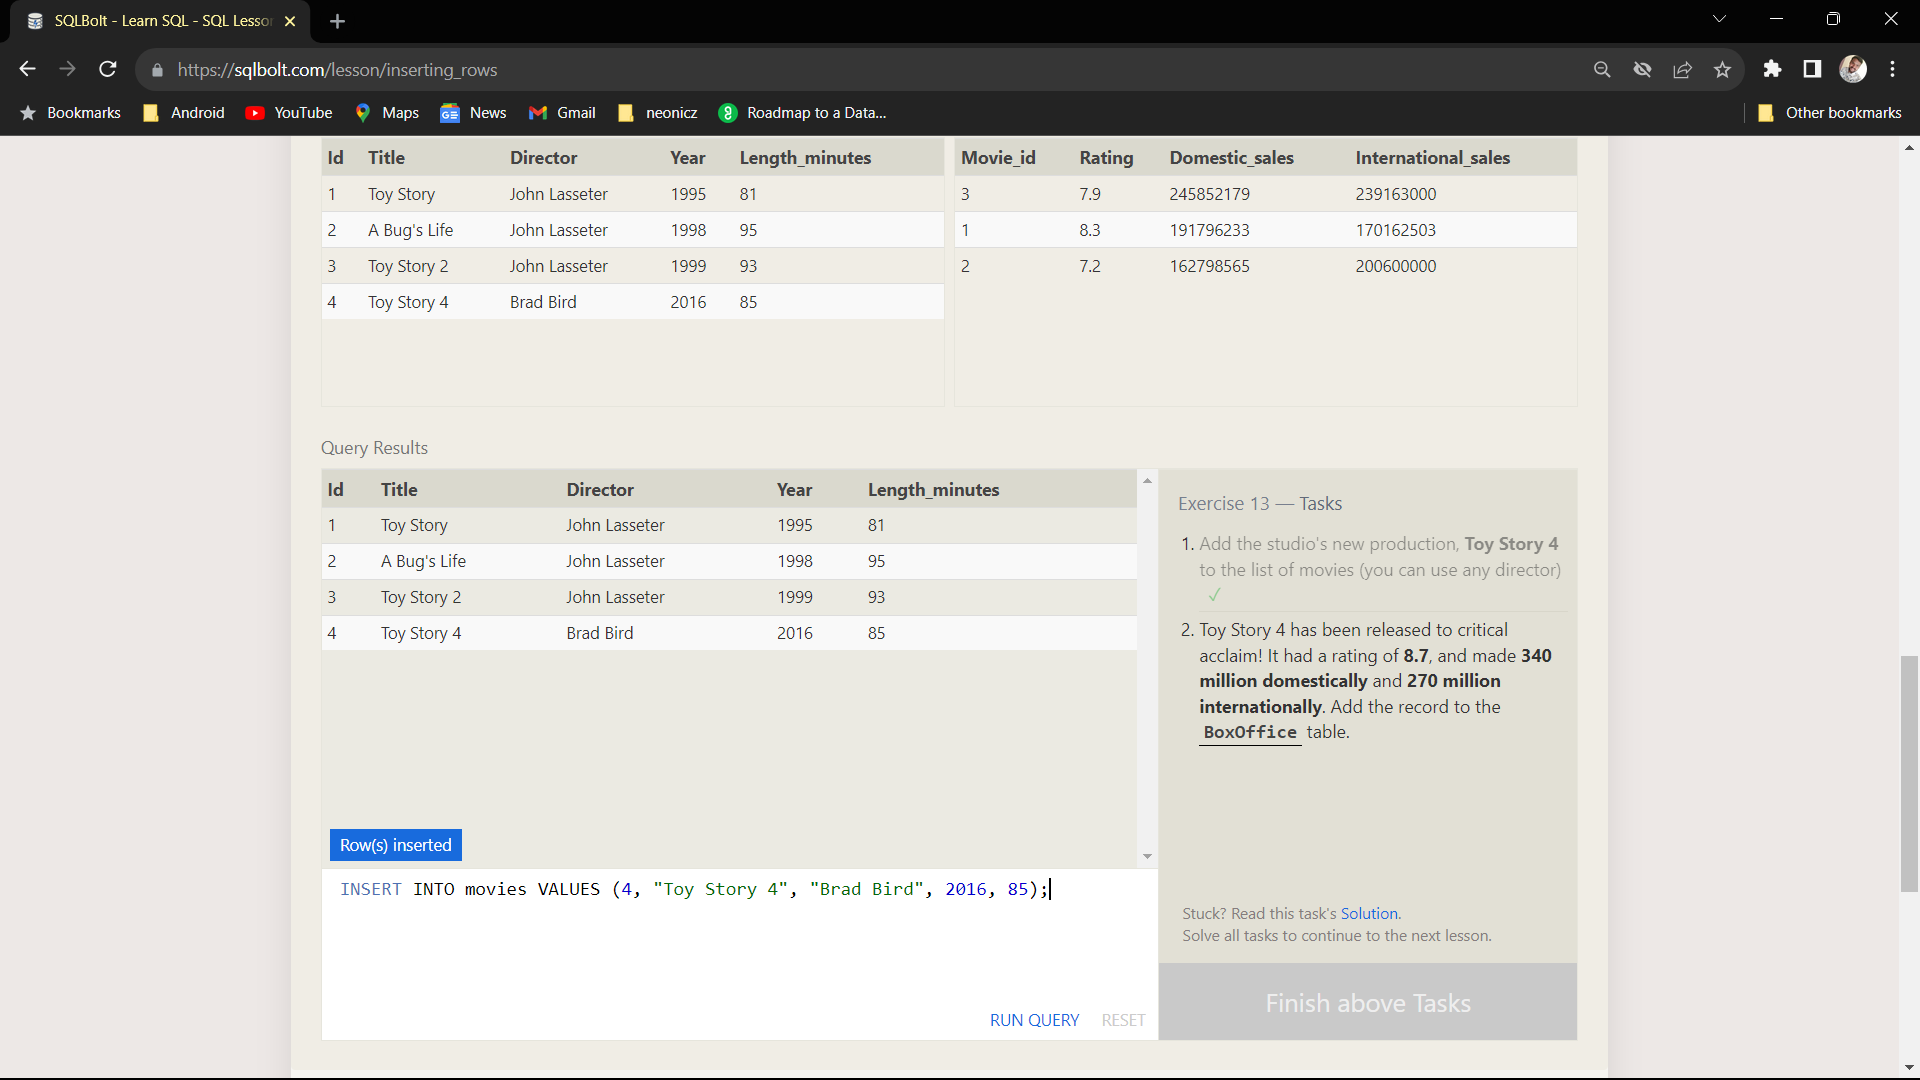 SQLBolt - Learn SQL - SQL Lesso
https://sqlbolt.com/lesson/inserting_rows
Bookmarks Android YouTube Maps News Gmail neonicz Roadmap to a Data... Other bookmarks
Id Title Director Year Length_minutes
1 Toy Story John Lasseter 1995 81
2 A Bug's Life John Lasseter 1998 95
3 Toy Story 2 John Lasseter 1999 93
4 Toy Story 4 Brad Bird 2016 85
Movie_id Rating Domestic_sales International_sales
3 7.9 245852179 239163000
1 8.3 191796233 170162503
2 7.2 162798565 200600000
Query Results
Id Title Director Year Length_minutes
1 Toy Story John Lasseter 1995 81
2 A Bug's Life John Lasseter 1998 95
3 Toy Story 2 John Lasseter 1999 93
4 Toy Story 4 Brad Bird 2016 85
Row(s) inserted
INSERT INTO movies VALUES (4, "Toy Story 4", "Brad Bird", 2016, 85);
RUN QUERY RESET
Exercise 13 — Tasks
1. Add the studio's new production, Toy Story 4
to the list of movies (you can use any director)
✓
2. Toy Story 4 has been released to critical
acclaim! It had a rating of 8.7, and made 340
million domestically and 270 million
internationally. Add the record to the
BoxOffice table.
Stuck? Read this task's Solution.
Solve all tasks to continue to the next lesson.
Finish above Tasks